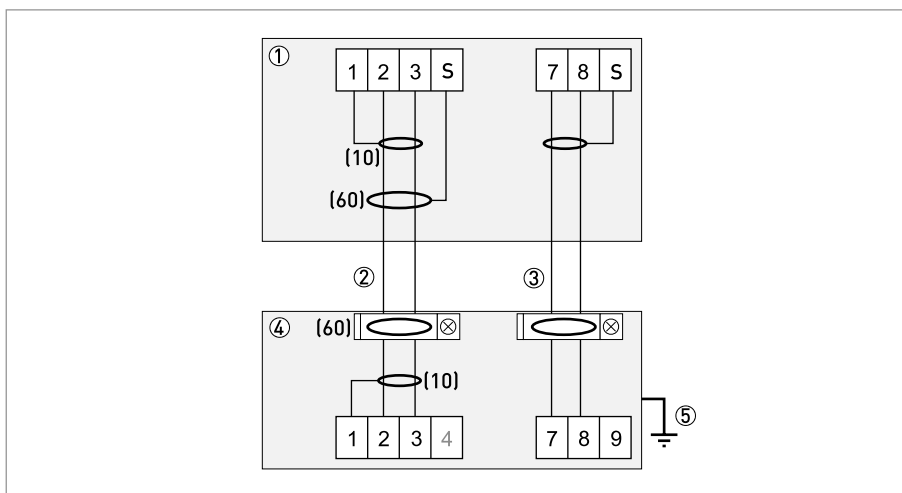 ①
1 2 3 S
7 8 S
(10)
(60)
②
③
④
(60)
(10)
1 2 3 4
7 8 9
⑤